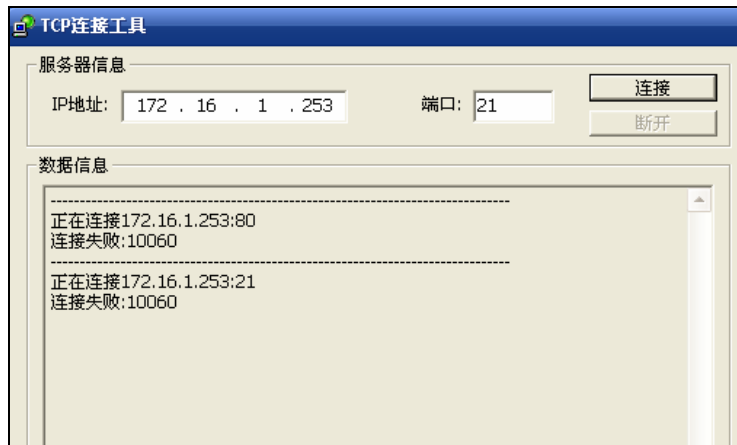 TCP连接工具
服务器信息
IP地址: 172 . 16 . 1 . 253 端口: 21 连接
断开
数据信息
----------------------------------------------------------------------
正在连接172.16.1.253:80
连接失败:10060
----------------------------------------------------------------------
正在连接172.16.1.253:21
连接失败:10060